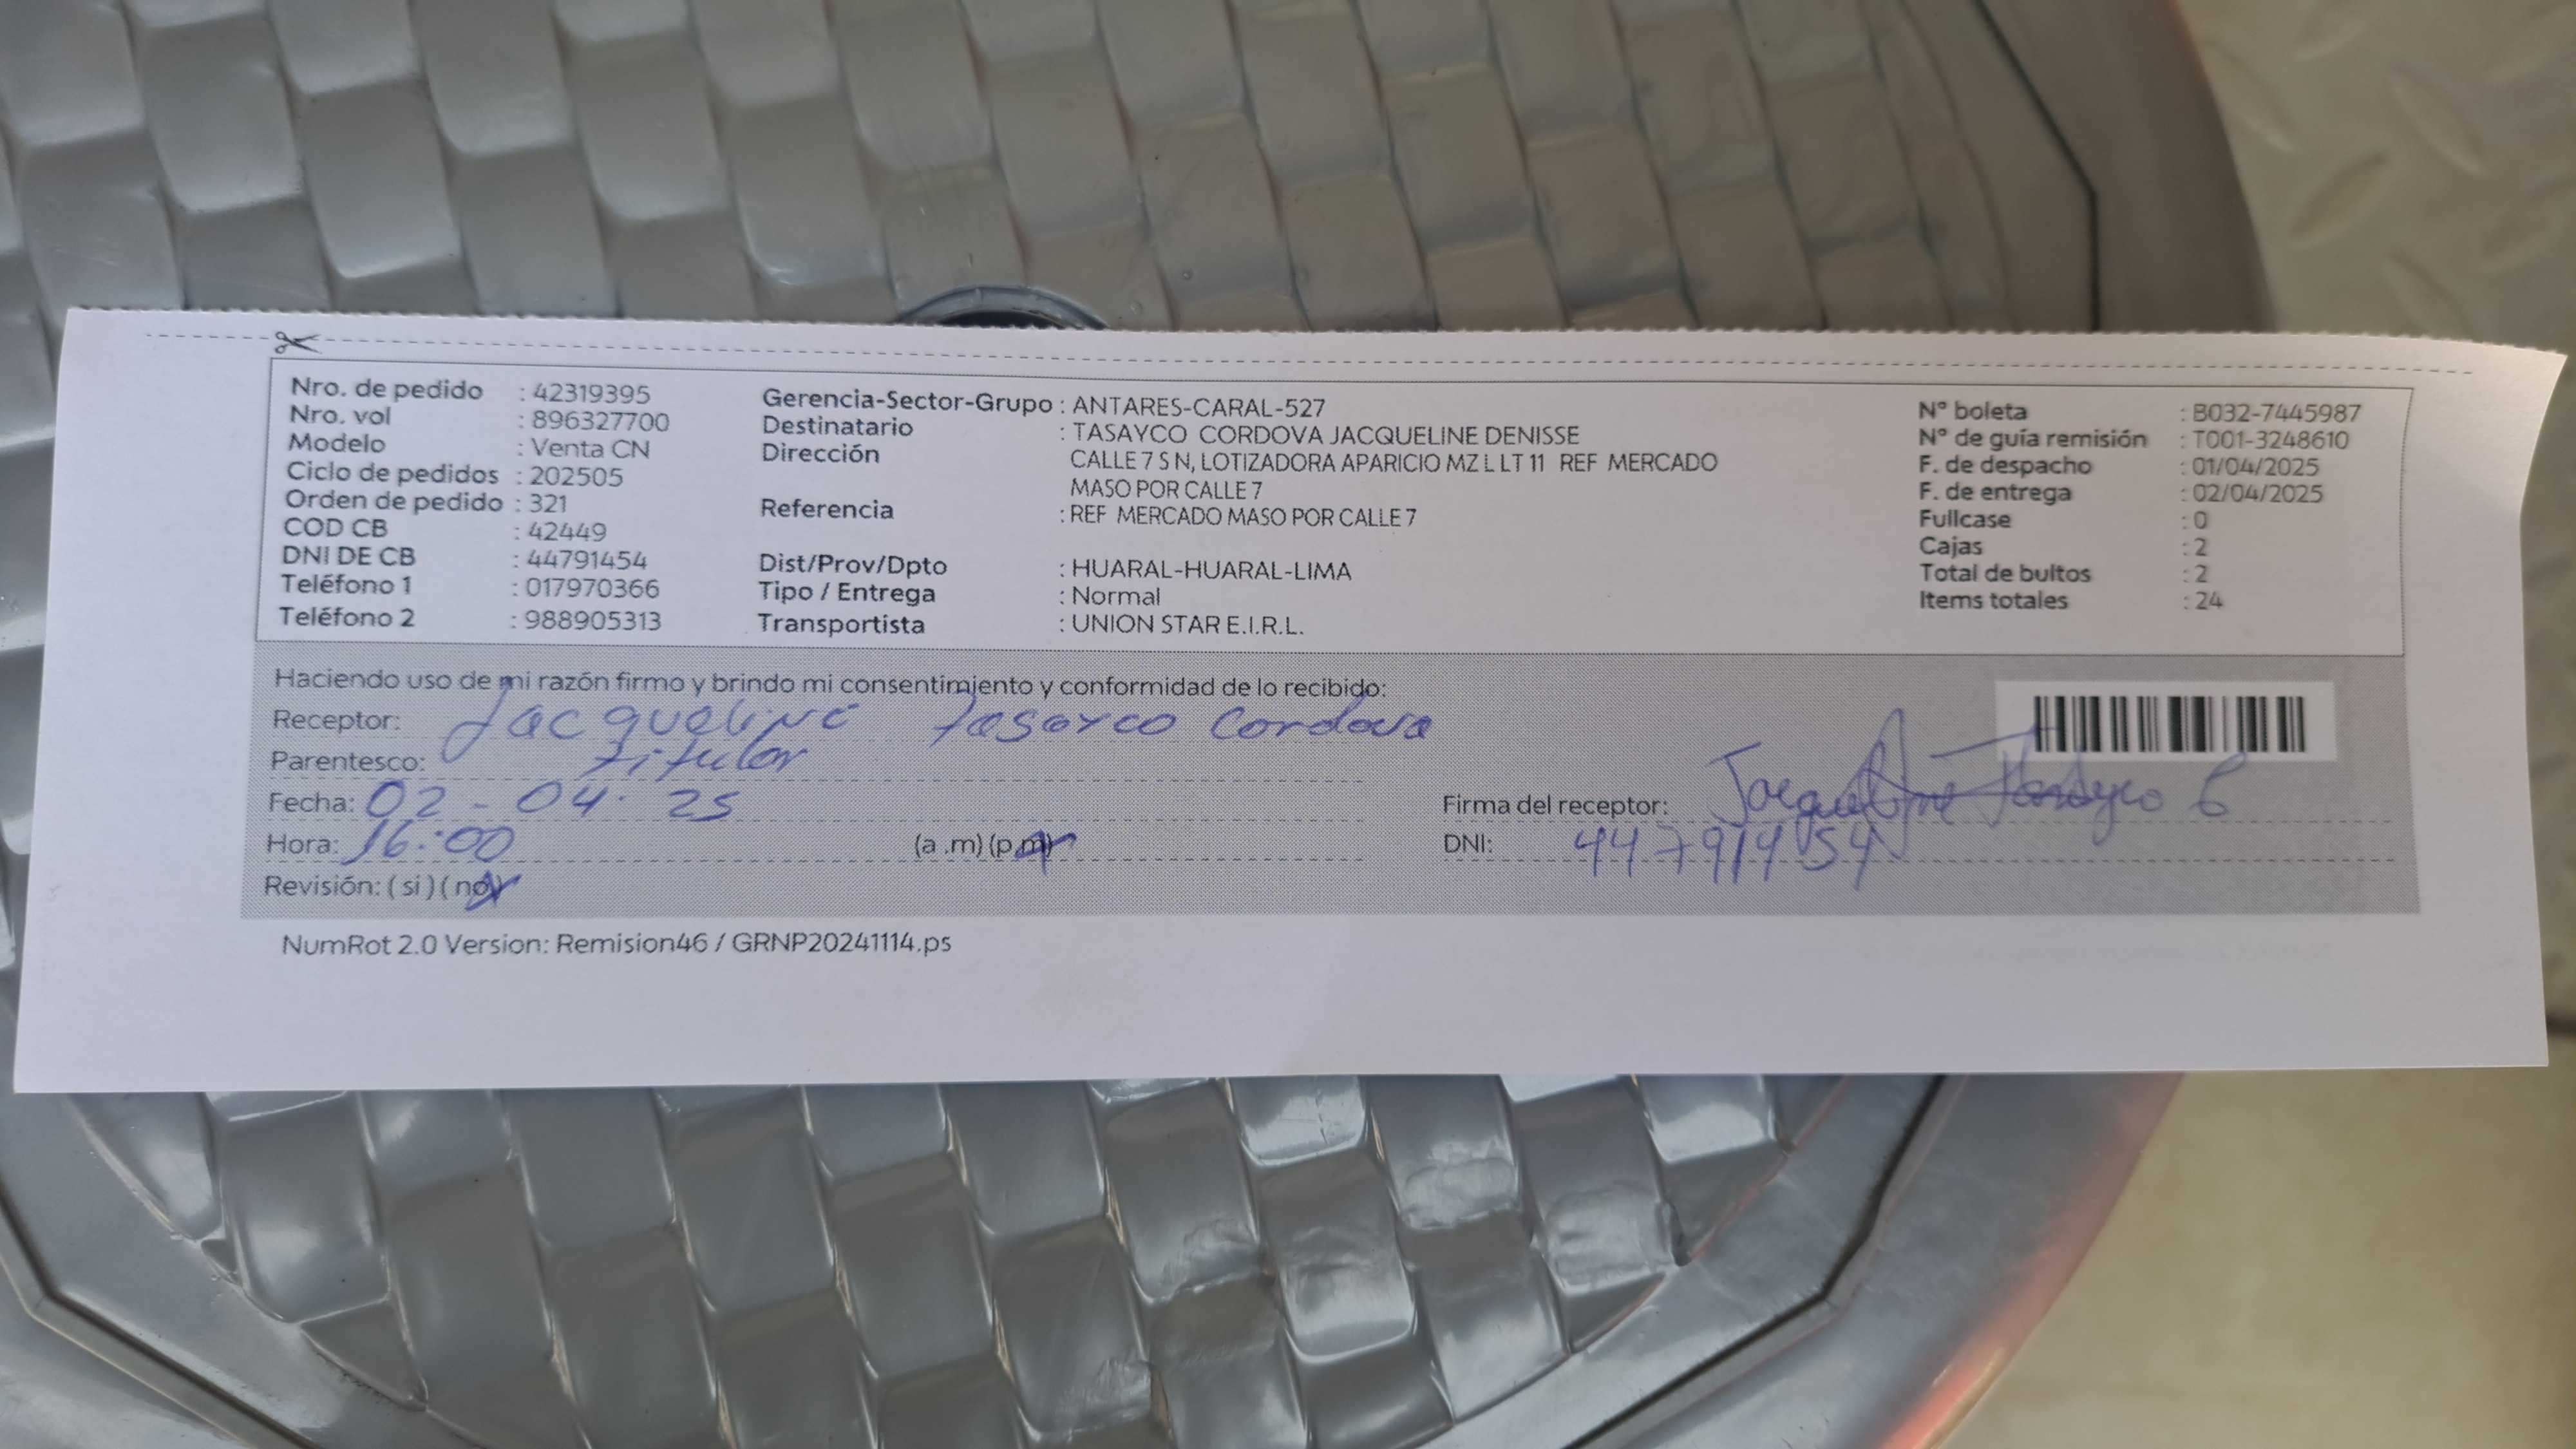 Nro. de pedido : 42319395
Nro. vol : 896327700
Modelo : Venta CN
Ciclo de pedidos : 202505
Orden de pedido : 321
COD CB : 42449
DNI DE CB : 44791454
Teléfono 1 : 017970366
Teléfono 2 : 988905313
Gerencia-Sector-Grupo : ANTARES-CARAL-527
Destinatario : TASAYCO CORDOVA JACQUELINE DENISSE
Dirección CALLE 7 S N, LOTIZADORA APARICIO MZ L LT 11 REF MERCADO
MASO POR CALLE 7
Referencia : REF MERCADO MASO POR CALLE 7
Dist/Prov/Dpto : HUARAL-HUARAL-LIMA
Tipo / Entrega : Normal
Transportista : UNION STAR E.I.R.L.
N° boleta : B032-7445987
N° de guía remisión : T001-3248610
F. de despacho : 01/04/2025
F. de entrega : 02/04/2025
Fullcase : 0
Cajas : 2
Total de bultos : 2
Items totales : 24
Haciendo uso de mi razón firmo y brindo mi consentimiento y conformidad de lo recibido:
Receptor: Jacqueline Tasayco Cordova
Parentesco: titular
Fecha: 02 - 04. 25
Hora: 16:00 (a .m) (p.m)
Revisión: ( si ) ( no )
Firma del receptor: Jacqueline Tasayco C
DNI: 44791454
NumRot 2.0 Version: Remision46 / GRNP20241114.ps